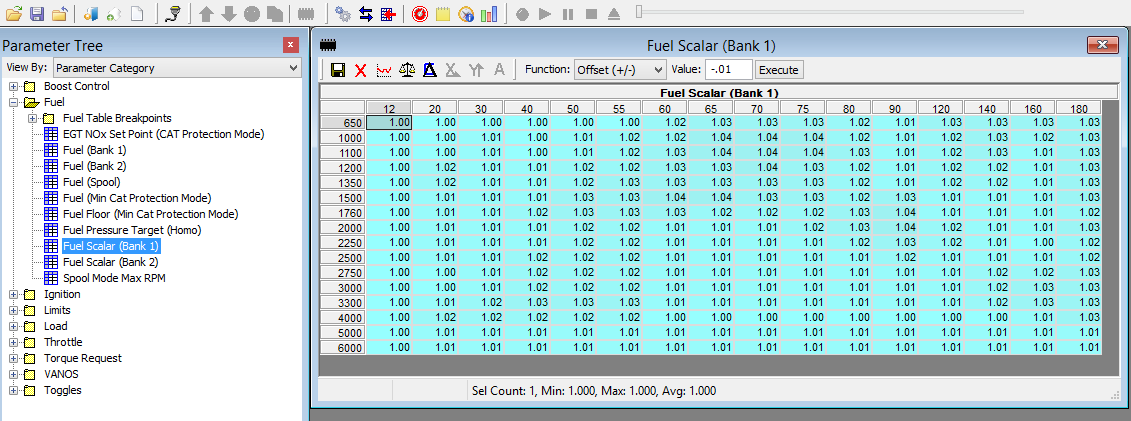 Parameter Tree
View By: Parameter Category
Boost Control
Fuel
Fuel Table Breakpoints
EGT NOx Set Point (CAT Protection Mode)
Fuel (Bank 1)
Fuel (Bank 2)
Fuel (Spool)
Fuel (Min Cat Protection Mode)
Fuel Floor (Min Cat Protection Mode)
Fuel Pressure Target (Homo)
Fuel Scalar (Bank 1)
Fuel Scalar (Bank 2)
Spool Mode Max RPM
Ignition
Limits
Load
Throttle
Torque Request
VANOS
Toggles
Fuel Scalar (Bank 1)
Function: Offset (+/-) Value: -.01 Execute
Fuel Scalar (Bank 1)
12 20 30 40 50 55 60 65 70 75 80 90 120 140 160 180
650 1.00 1.00 1.00 1.00 1.00 1.00 1.02 1.03 1.03 1.03 1.02 1.01 1.03 1.03 1.03 1.03
1000 1.00 1.00 1.01 1.00 1.01 1.02 1.02 1.04 1.04 1.04 1.02 1.01 1.02 1.03 1.02 1.03
1100 1.00 1.00 1.01 1.00 1.01 1.02 1.03 1.04 1.04 1.04 1.03 1.01 1.02 1.03 1.01 1.03
1200 1.00 1.02 1.01 1.01 1.02 1.02 1.03 1.03 1.04 1.03 1.02 1.01 1.02 1.02 1.01 1.03
1350 1.00 1.02 1.01 1.01 1.02 1.03 1.03 1.03 1.03 1.02 1.02 1.01 1.02 1.02 1.01 1.03
1500 1.00 1.01 1.01 1.01 1.03 1.03 1.04 1.04 1.03 1.03 1.03 1.02 1.01 1.01 1.01 1.03
1760 1.00 1.01 1.01 1.02 1.03 1.03 1.03 1.02 1.02 1.02 1.03 1.04 1.01 1.01 1.01 1.02
2000 1.00 1.01 1.01 1.02 1.02 1.02 1.01 1.01 1.01 1.02 1.03 1.04 1.02 1.01 1.01 1.02
2250 1.00 1.01 1.01 1.01 1.02 1.02 1.01 1.01 1.01 1.01 1.02 1.03 1.02 1.01 1.00 1.02
2500 1.00 1.01 1.01 1.02 1.02 1.01 1.01 1.01 1.01 1.01 1.01 1.02 1.01 1.01 1.02 1.02
2750 1.00 1.00 1.01 1.02 1.02 1.01 1.01 1.01 1.01 1.01 1.01 1.01 1.01 1.02 1.02 1.03
3000 1.00 1.00 1.01 1.02 1.02 1.02 1.01 1.01 1.01 1.01 1.01 1.01 1.01 1.02 1.03 1.03
3300 1.00 1.01 1.02 1.03 1.03 1.03 1.01 1.01 1.01 1.01 1.01 1.01 1.01 1.02 1.03 1.03
4000 1.00 1.02 1.02 1.02 1.02 1.02 1.01 1.02 1.00 1.00 1.00 1.00 1.00 1.01 1.01 1.03
5000 1.00 1.01 1.01 1.01 1.01 1.01 1.01 1.01 1.01 1.01 1.01 1.01 1.01 1.01 1.01 1.01
6000 1.00 1.01 1.01 1.01 1.01 1.01 1.01 1.01 1.01 1.01 1.01 1.01 1.01 1.01 1.01 1.01
Sel Count: 1, Min: 1.000, Max: 1.000, Avg: 1.000